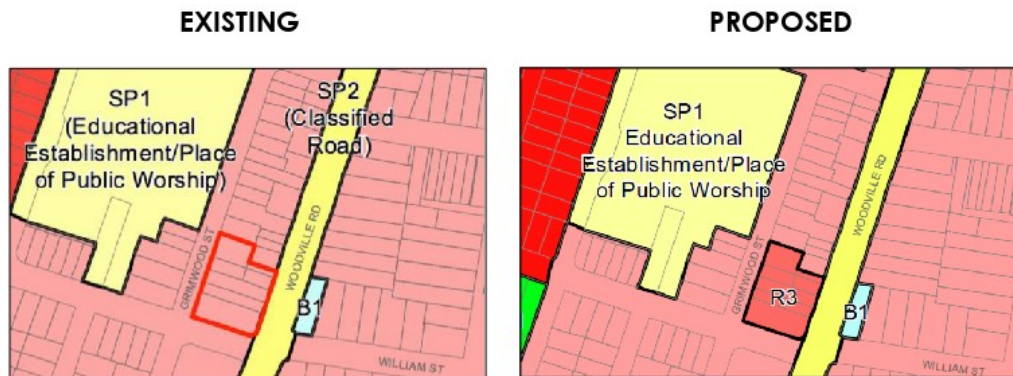 EXISTING
PROPOSED
SP1
(Educational
Establishment/Place
of Public Worship)
SP2
(Classified
Road)
GRIMWOOD ST
WOODVILLE RD
B1
WILLIAM ST
SP1
Educational
Establishment/Place
of Public Worship
WOODVILLE RD
GRIMWOOD ST
R3
B1
WILLIAM ST